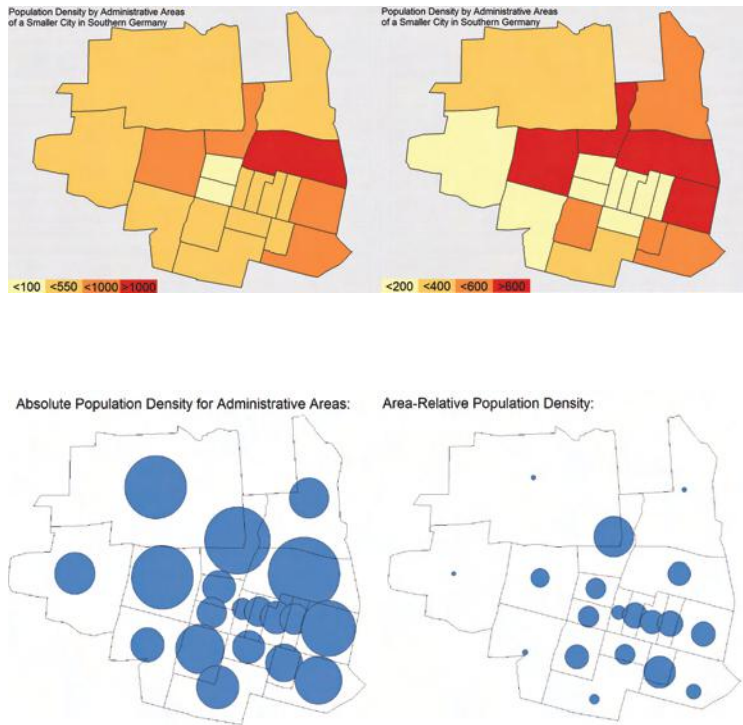 Population Density by Administrative Areas
of a Smaller City in Southern Germany
<100 <550 <1000 >1000
Population Density by Administrative Areas
of a Smaller City in Southern Germany
<200 <400 <600 >600
Absolute Population Density for Administrative Areas:
Area-Relative Population Density: